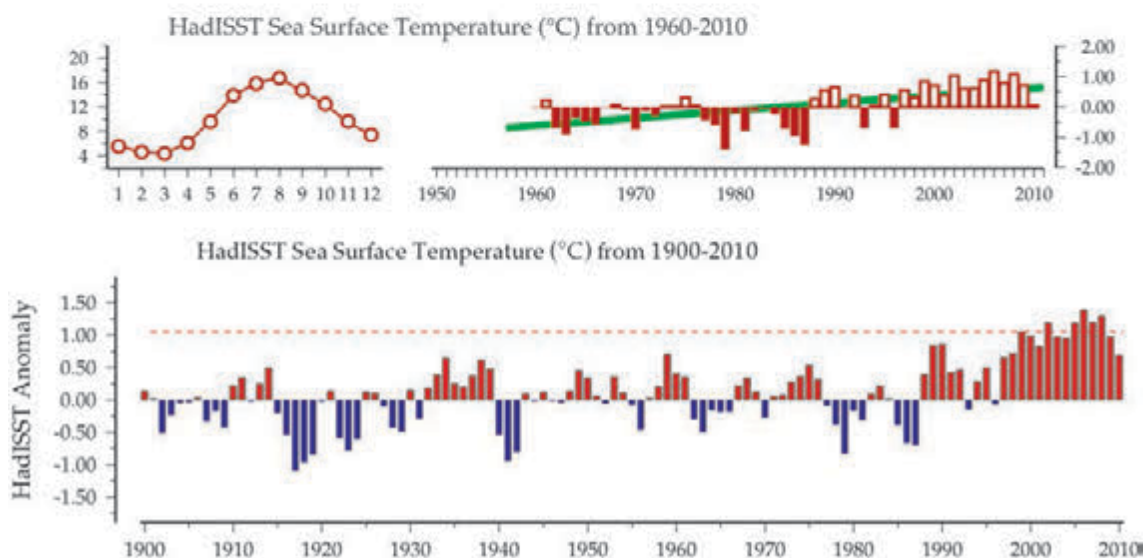 HadISST Sea Surface Temperature (°C) from 1960-2010
20
16
12
8
4
1 2 3 4 5 6 7 8 9 10 11 12
2.00
1.00
0.00
-1.00
-2.00
1950 1960 1970 1980 1990 2000 2010
HadISST Sea Surface Temperature (°C) from 1900-2010
HadISST Anomaly
1.50
1.00
0.50
0.00
-0.50
-1.00
-1.50
1900 1910 1920 1930 1940 1950 1960 1970 1980 1990 2000 2010